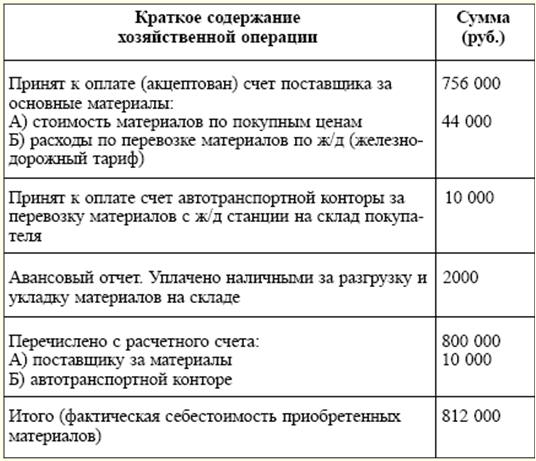 Краткое содержание
хозяйственной операции
Сумма
(руб.)
Принят к оплате (акцептован) счет поставщика за
основные материалы:
А) стоимость материалов по покупным ценам
Б) расходы по перевозке материалов по ж/д (железно-
дорожный тариф)
756 000
44 000
Принят к оплате счет автотранспортной конторы за
перевозку материалов с ж/д станции на склад покупа-
теля
10 000
Авансовый отчет. Уплачено наличными за разгрузку и
укладку материалов на складе
2000
Перечислено с расчетного счета:
А) поставщику за материалы
Б) автотранспортной конторе
800 000
10 000
Итого (фактическая себестоимость приобретенных
материалов)
812 000